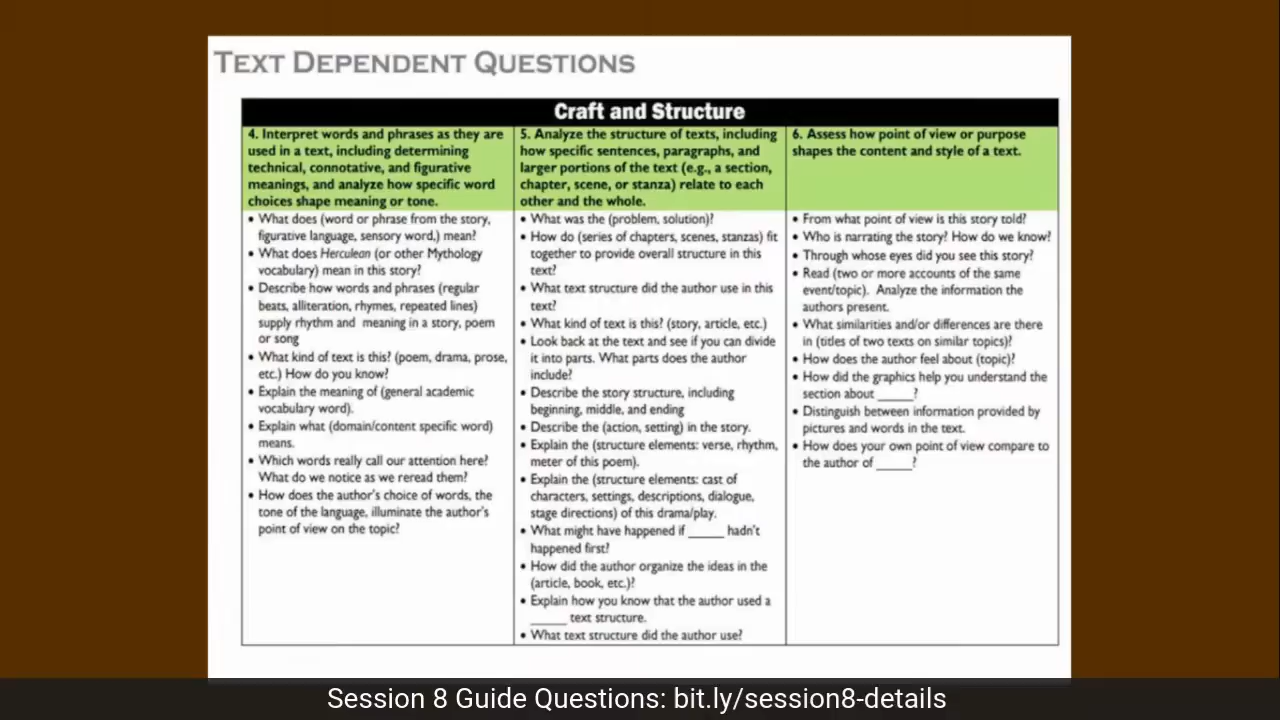 TEXT DEPENDENT QUESTIONS
Craft and Structure
4. Interpret words and phrases as they are
used in a text, including determining
technical, connotative, and figurative
meanings, and analyze how specific word
choices shape meaning or tone.
• What does (word or phrase from the story,
figurative language, sensory word,) mean?
• What does Herculean (or other Mythology
vocabulary) mean in this story?
• Describe how words and phrases (regular
beats, alliteration, rhymes, repeated lines)
supply rhythm and meaning in a story, poem
or song
• What kind of text is this? (poem, drama, prose,
etc.) How do you know?
• Explain the meaning of (general academic
vocabulary word).
• Explain what (domain/content specific word)
means.
• Which words really call our attention here?
What do we notice as we reread them?
• How does the author's choice of words, the
tone of the language, illuminate the author's
point of view on the topic?
5. Analyze the structure of texts, including
how specific sentences, paragraphs, and
larger portions of the text (e.g., a section,
chapter, scene, or stanza) relate to each
other and the whole.
• What was the (problem, solution)?
• How do (series of chapters, scenes, stanzas) fit
together to provide overall structure in this
text?
• What text structure did the author use in this
text?
• What kind of text is this? (story, article, etc.)
• Look back at the text and see if you can divide
it into parts. What parts does the author
include?
• Describe the story structure, including
beginning, middle, and ending
• Describe the (action, setting) in the story.
• Explain the (structure elements: verse, rhythm,
meter of this poem).
• Explain the (structure elements: cast of
characters, settings, descriptions, dialogue,
stage directions) of this drama/play.
• What might have happened if _____ hadn't
happened first?
• How did the author organize the ideas in the
(article, book, etc.)?
• Explain how you know that the author used a
_____ text structure.
• What text structure did the author use?
6. Assess how point of view or purpose
shapes the content and style of a text.
• From what point of view is this story told?
• Who is narrating the story? How do we know?
• Through whose eyes did you see this story?
• Read (two or more accounts of the same
event/topic). Analyze the information the
authors present.
• What similarities and/or differences are there
in (titles of two texts on similar topics)?
• How does the author feel about (topic)?
• How did the graphics help you understand the
section about _____?
• Distinguish between information provided by
pictures and words in the text.
• How does your own point of view compare to
the author of _____?
Session 8 Guide Questions: bit.ly/session8-details